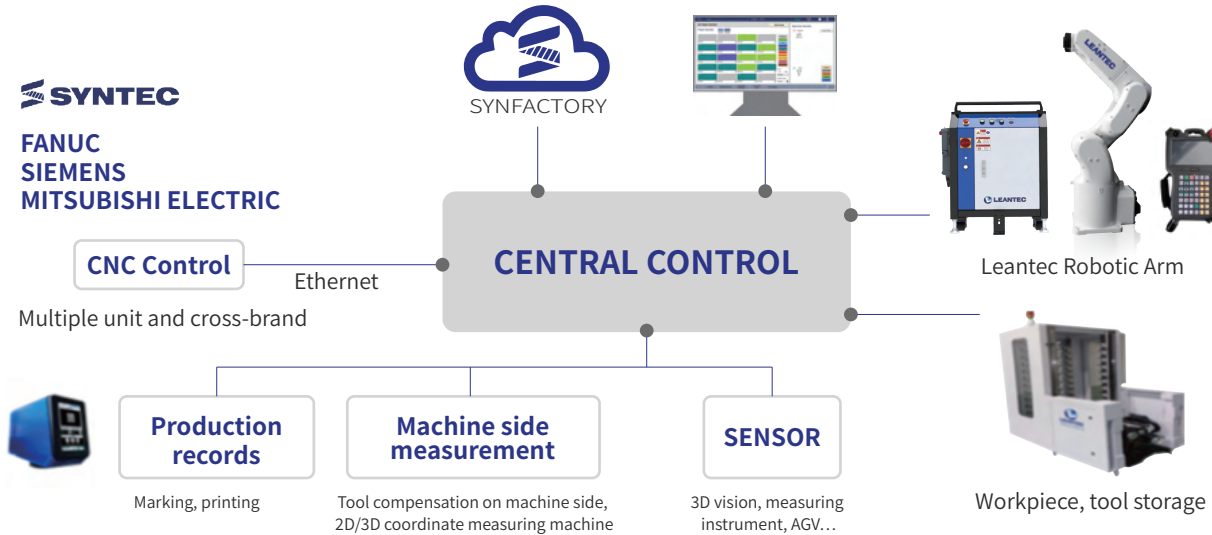 SYNFACTORY
SYNTEC
FANUC
SIEMENS
MITSUBISHI ELECTRIC
CNC Control
Ethernet
Multiple unit and cross-brand
CENTRAL CONTROL
LEANTEC
LEANTEC
Leantec Robotic Arm
Production
records
Marking, printing
Machine side
measurement
Tool compensation on machine side,
2D/3D coordinate measuring machine
SENSOR
3D vision, measuring
instrument, AGV…
Workpiece, tool storage